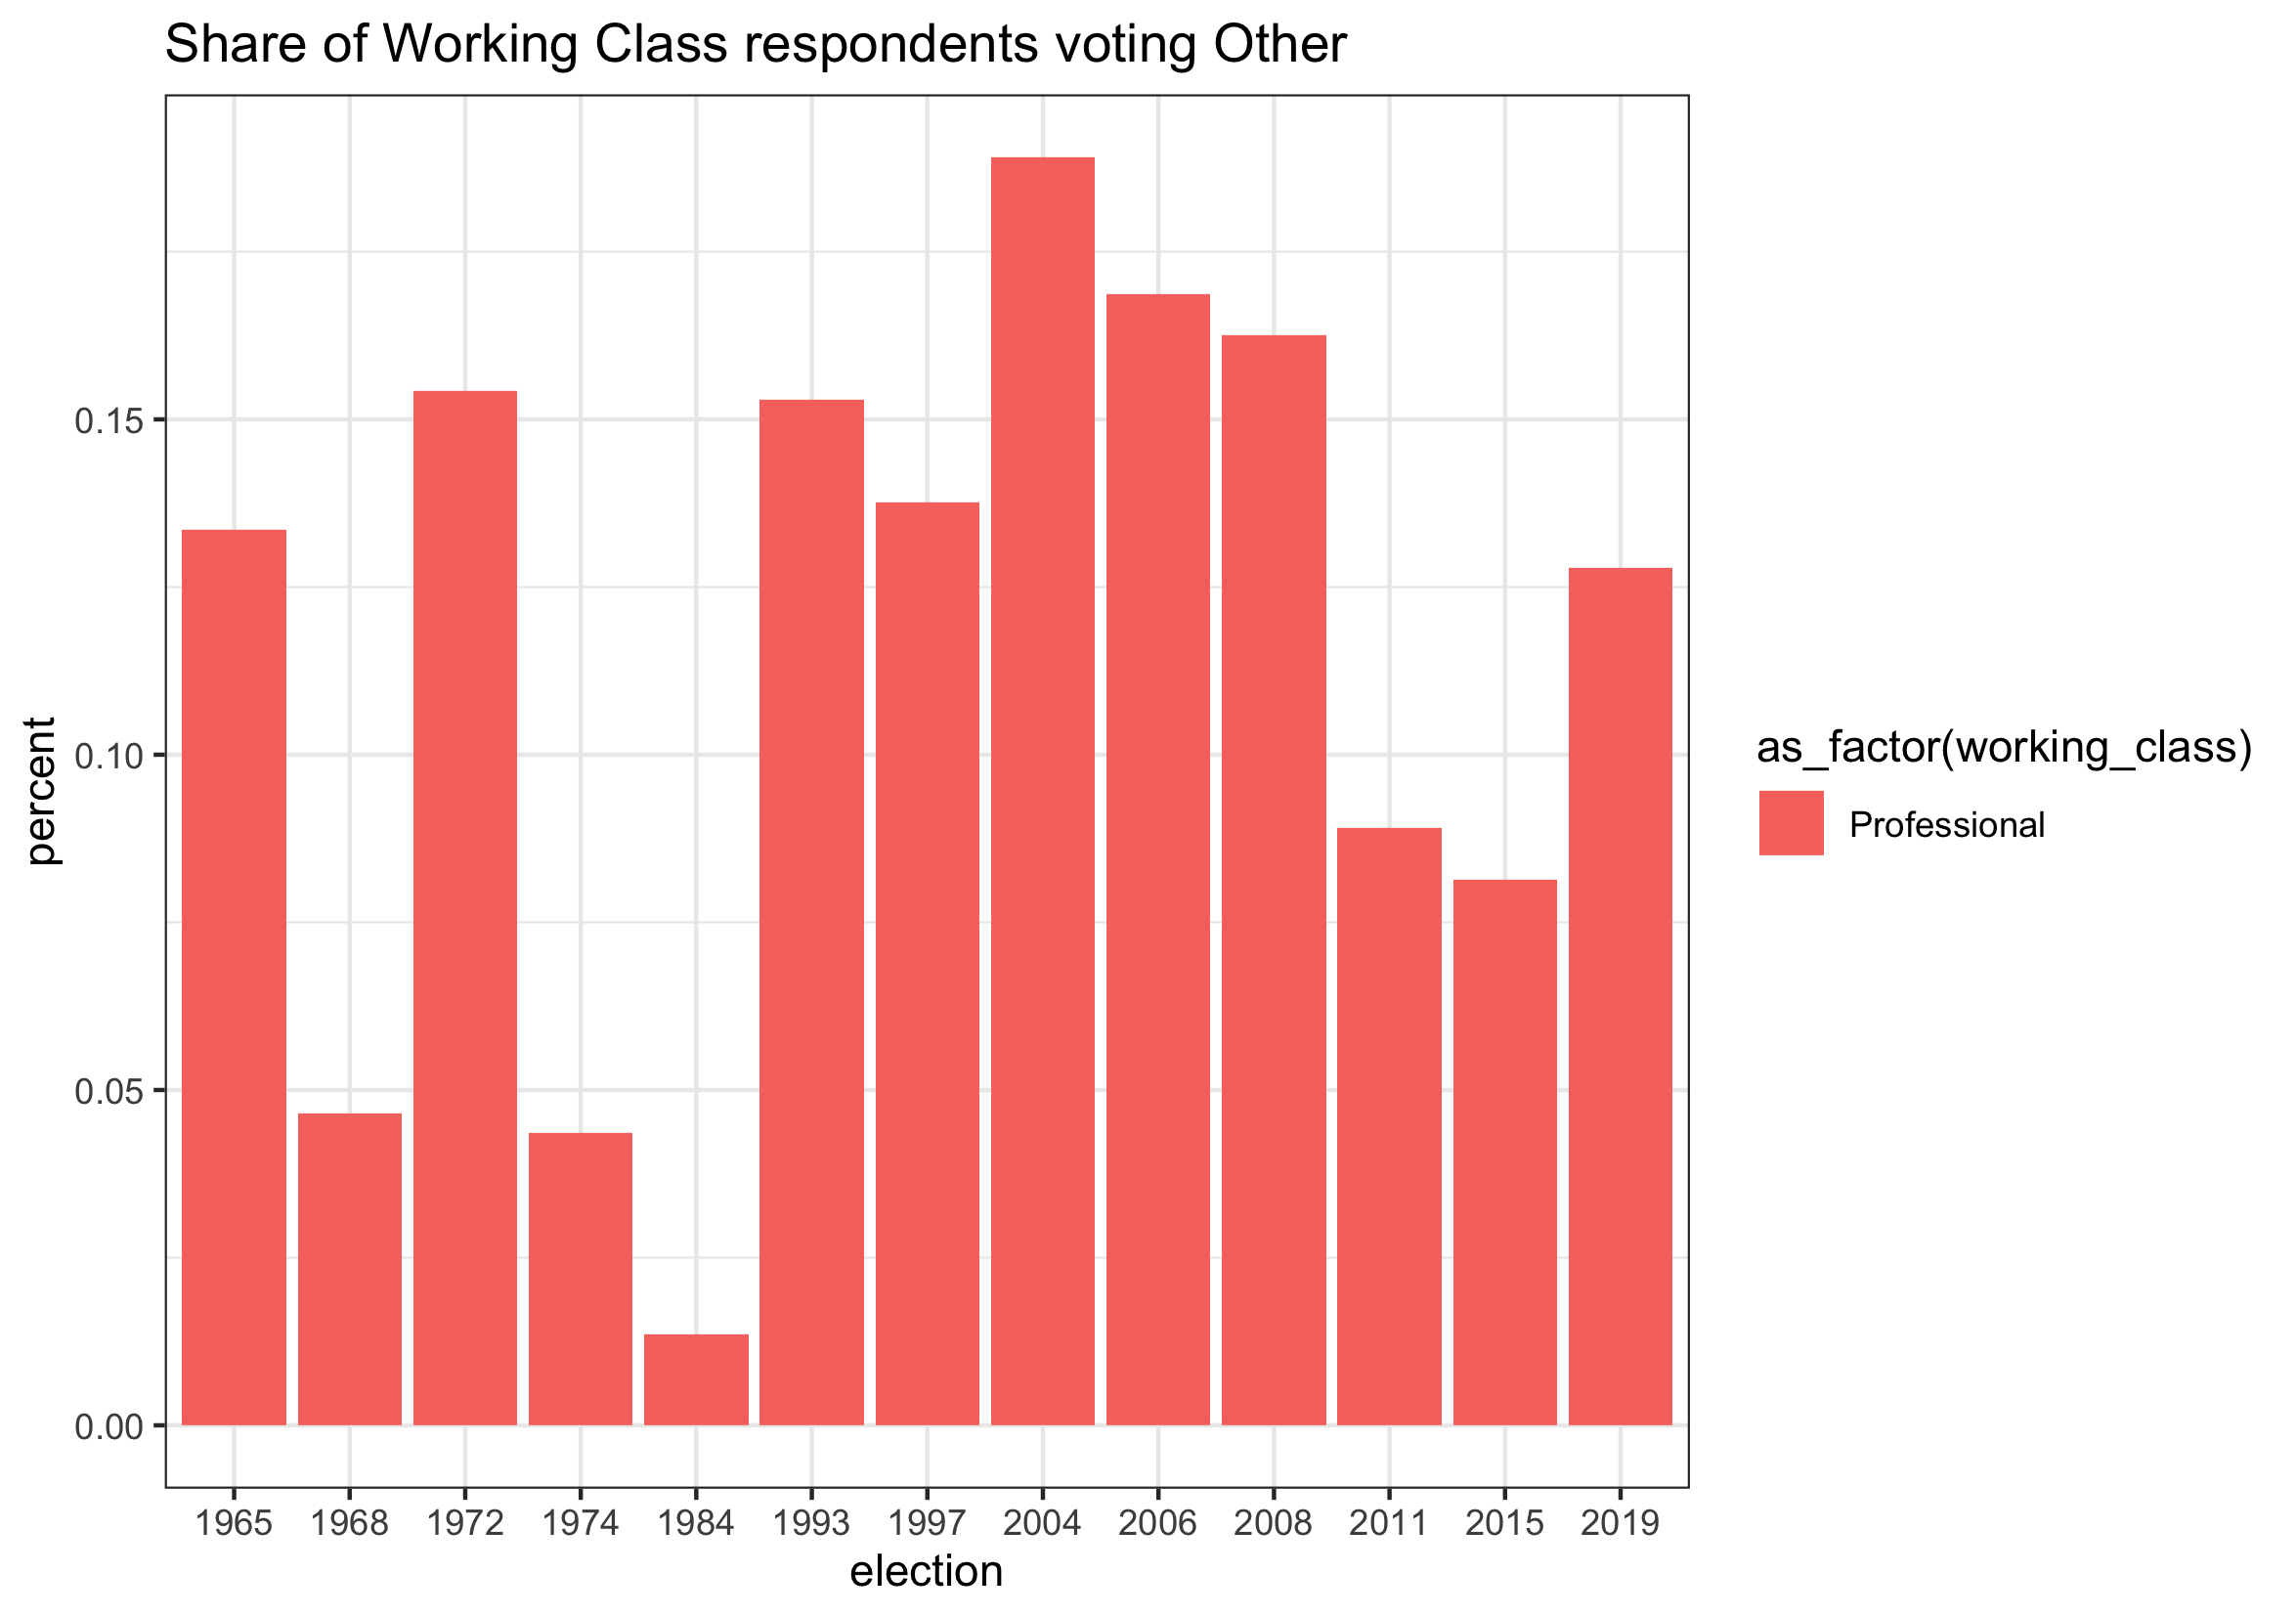 Share of Working Class respondents voting Other
percent
0.15
0.10
0.05
0.00
1965 1968 1972 1974 1984 1993 1997 2004 2006 2008 2011 2015 2019
election
as_factor(working_class)
Professional